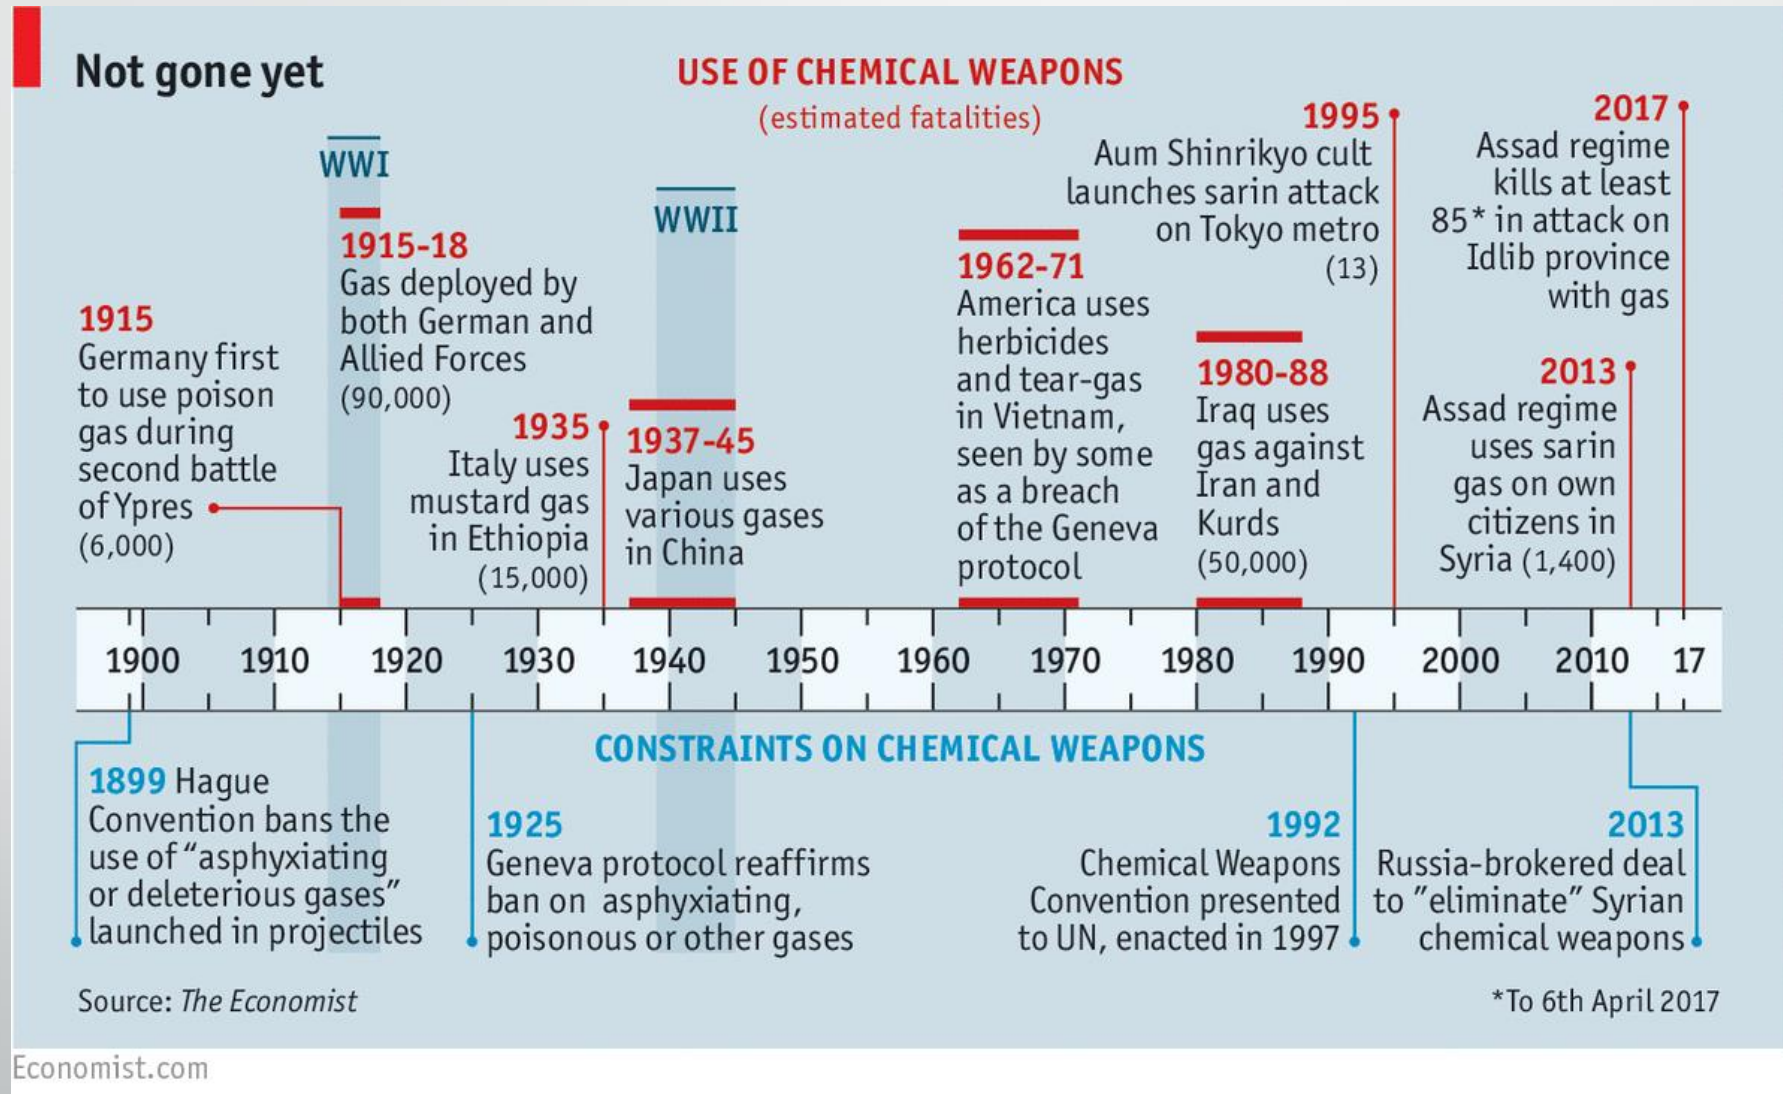 Not gone yet
USE OF CHEMICAL WEAPONS
(estimated fatalities)
WWI
WWII
1915
Germany first
to use poison
gas during
second battle
of Ypres
(6,000)
1915-18
Gas deployed by
both German and
Allied Forces
(90,000)
1935
Italy uses
mustard gas
in Ethiopia
(15,000)
1937-45
Japan uses
various gases
in China
1962-71
America uses
herbicides
and tear-gas
in Vietnam,
seen by some
as a breach
of the Geneva
protocol
1980-88
Iraq uses
gas against
Iran and
Kurds
(50,000)
1995
Aum Shinrikyo cult
launches sarin attack
on Tokyo metro
(13)
2013
Assad regime
uses sarin
gas on own
citizens in
Syria (1,400)
2017
Assad regime
kills at least
85* in attack on
Idlib province
with gas
1900 1910 1920 1930 1940 1950 1960 1970 1980 1990 2000 2010 17
CONSTRAINTS ON CHEMICAL WEAPONS
1899 Hague
Convention bans the
use of “asphyxiating
or deleterious gases”
launched in projectiles
1925
Geneva protocol reaffirms
ban on asphyxiating,
poisonous or other gases
1992
Chemical Weapons
Convention presented
to UN, enacted in 1997
2013
Russia-brokered deal
to ”eliminate” Syrian
chemical weapons
Source: The Economist
*To 6th April 2017
Economist.com